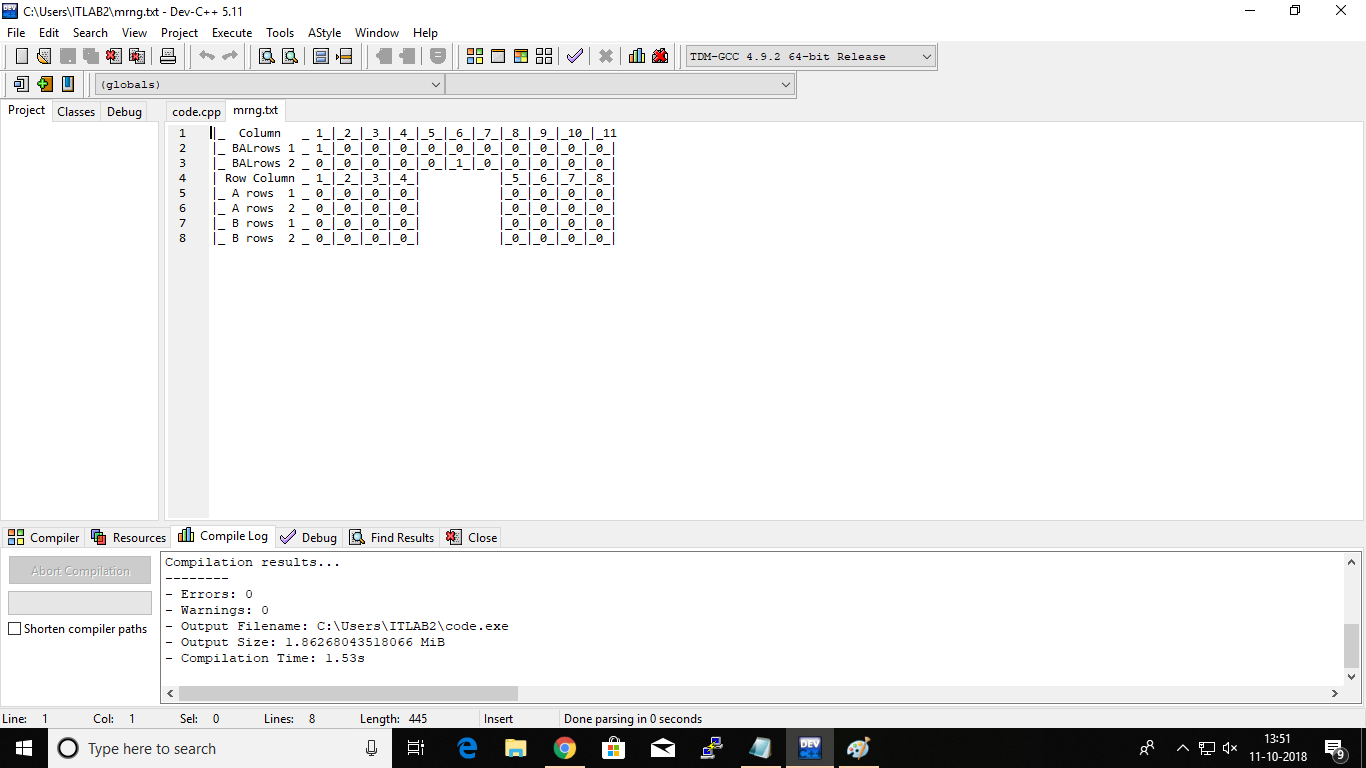 C:\Users\ITLAB2\mrng.txt - Dev-C++ 5.11
File Edit Search View Project Execute Tools AStyle Window Help
TDM-GCC 4.9.2 64-bit Release
(globals)
Project Classes Debug code.cpp mrng.txt
1 |_  Column   _ 1_|_2_|_3_|_4_|_5_|_6_|_7_|_8_|_9_|_10_|_11
2 |_ BALrows 1 _ 1_|_0_|_0_|_0_|_0_|_0_|_0_|_0_|_0_|_0_|_0_|
3 |_ BALrows 2 _ 0_|_0_|_0_|_0_|_0_|_1_|_0_|_0_|_0_|_0_|_0_|
4 | Row Column _ 1_|_2_|_3_|_4_|           |_5_|_6_|_7_|_8_|
5 |_ A rows  1 _ 0_|_0_|_0_|_0_|           |_0_|_0_|_0_|_0_|
6 |_ A rows  2 _ 0_|_0_|_0_|_0_|           |_0_|_0_|_0_|_0_|
7 |_ B rows  1 _ 0_|_0_|_0_|_0_|           |_0_|_0_|_0_|_0_|
8 |_ B rows  2 _ 0_|_0_|_0_|_0_|           |_0_|_0_|_0_|_0_|
Compiler Resources Compile Log Debug Find Results Close
Abort Compilation
Shorten compiler paths
Compilation results...
--------
- Errors: 0
- Warnings: 0
- Output Filename: C:\Users\ITLAB2\code.exe
- Output Size: 1.86268043518066 MiB
- Compilation Time: 1.53s
Line: 1 Col: 1 Sel: 0 Lines: 8 Length: 445 Insert Done parsing in 0 seconds
Type here to search
DEV
13:51
11-10-2018
9